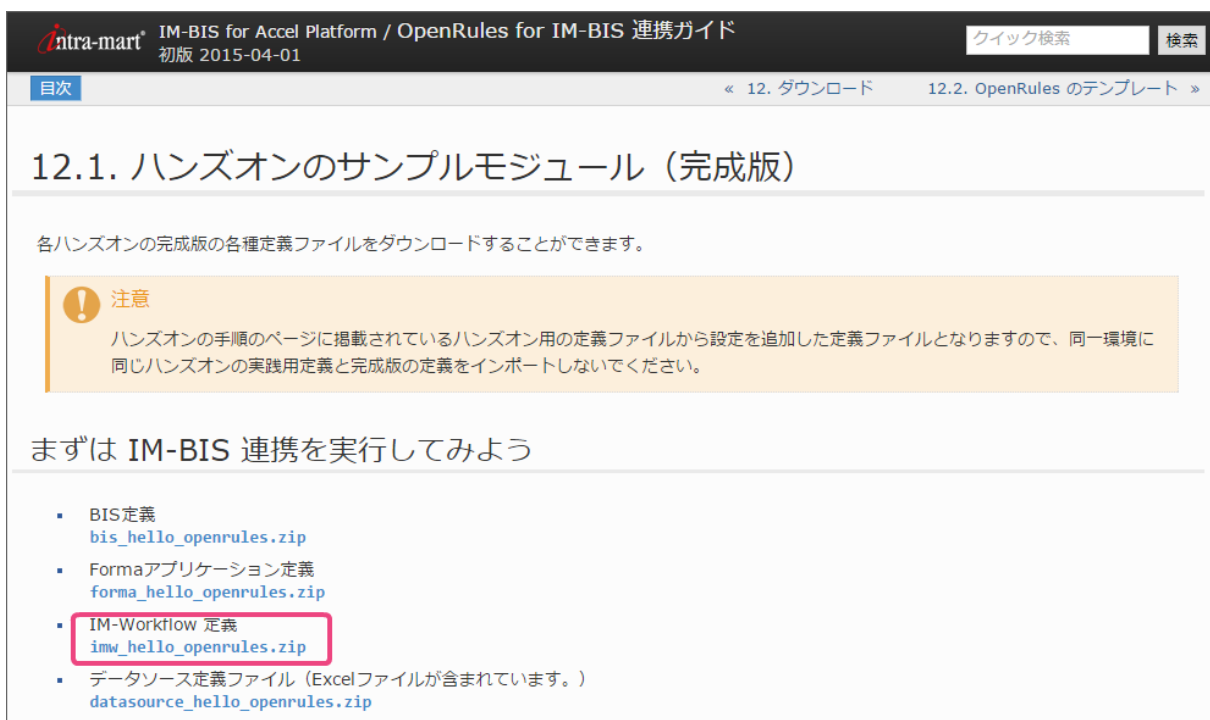 intra-mart® IM-BIS for Accel Platform / OpenRules for IM-BIS 連携ガイド
初版 2015-04-01
クイック検索 検索
目次 « 12. ダウンロード 12.2. OpenRules のテンプレート »
12.1. ハンズオンのサンプルモジュール（完成版）
各ハンズオンの完成版の各種定義ファイルをダウンロードすることができます。
注意
ハンズオンの手順のページに掲載されているハンズオン用の定義ファイルから設定を追加した定義ファイルとなりますので、同一環境に
同じハンズオンの実践用定義と完成版の定義をインポートしないでください。
まずは IM-BIS 連携を実行してみよう
BIS定義
bis_hello_openrules.zip
Formaアプリケーション定義
forma_hello_openrules.zip
IM-Workflow 定義
imw_hello_openrules.zip
データソース定義ファイル（Excelファイルが含まれています。）
datasource_hello_openrules.zip